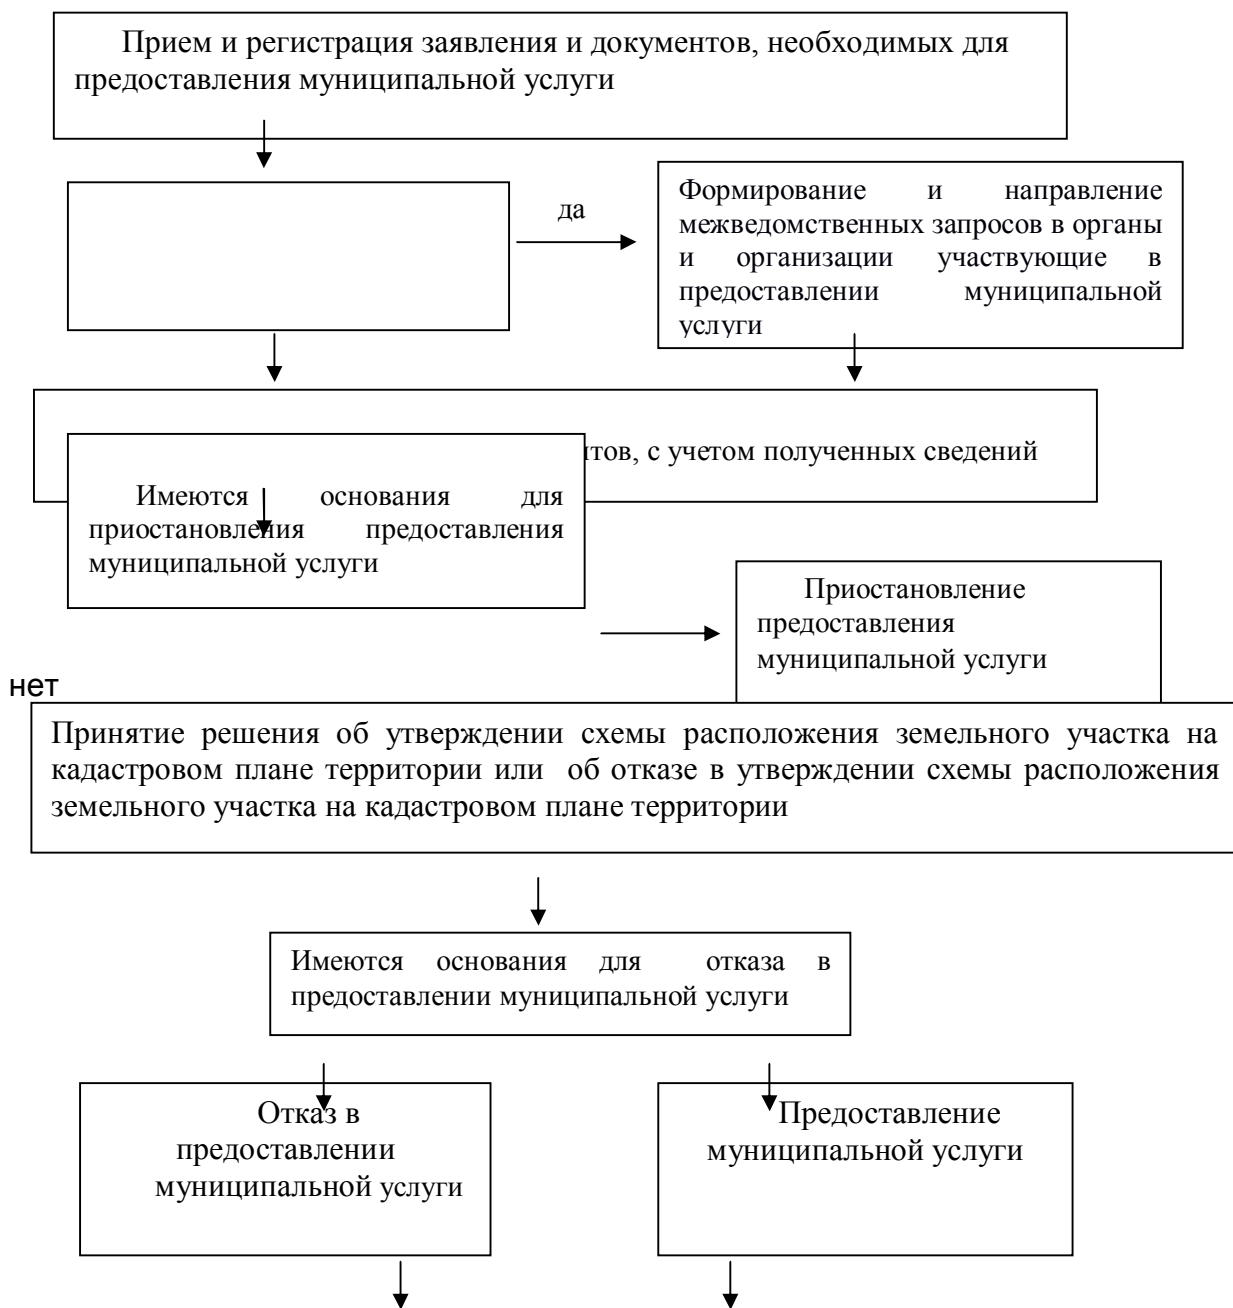 Прием и регистрация заявления и документов, необходимых для
предоставления муниципальной услуги
да
Формирование и направление
межведомственных запросов в органы
и организации участвующие в
предоставлении муниципальной
услуги
с учетом полученных сведений
Имеются основания для
приостановления предоставления
муниципальной услуги
Приостановление
предоставления
муниципальной услуги
нет
Принятие решения об утверждении схемы расположения земельного участка на
кадастровом плане территории или об отказе в утверждении схемы расположения
земельного участка на кадастровом плане территории
Имеются основания для отказа в
предоставлении муниципальной услуги
Отказ в
предоставлении
муниципальной услуги
Предоставление
муниципальной услуги